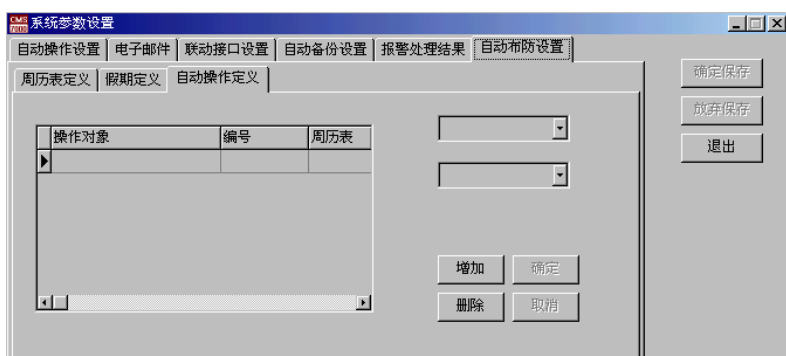 CMS 7000 系统参数设置
自动操作设置 电子邮件 联动接口设置 自动备份设置 报警处理结果 自动布防设置
周历表定义 假期定义 自动操作定义
确定保存
放弃保存
退出
操作对象 编号 周历表
增加 确定
删除 取消